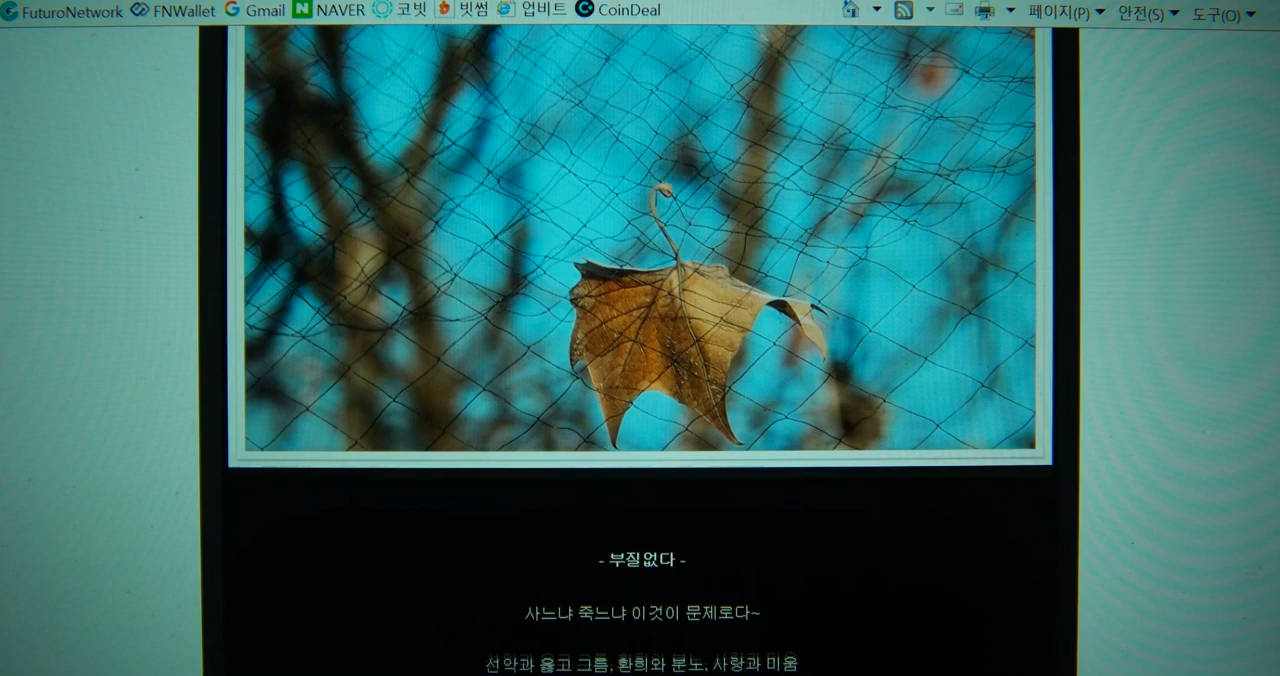 FuturoNetwork FNWallet Gmail NAVER 코빗 빗썸 업비트 CoinDeal 페이지(P) 안전(S) 도구(O)
- 부질없다 -
사느냐 죽느냐 이것이 문제로다~
선악과 옳고 그름, 환희와 분노, 사랑과 미움